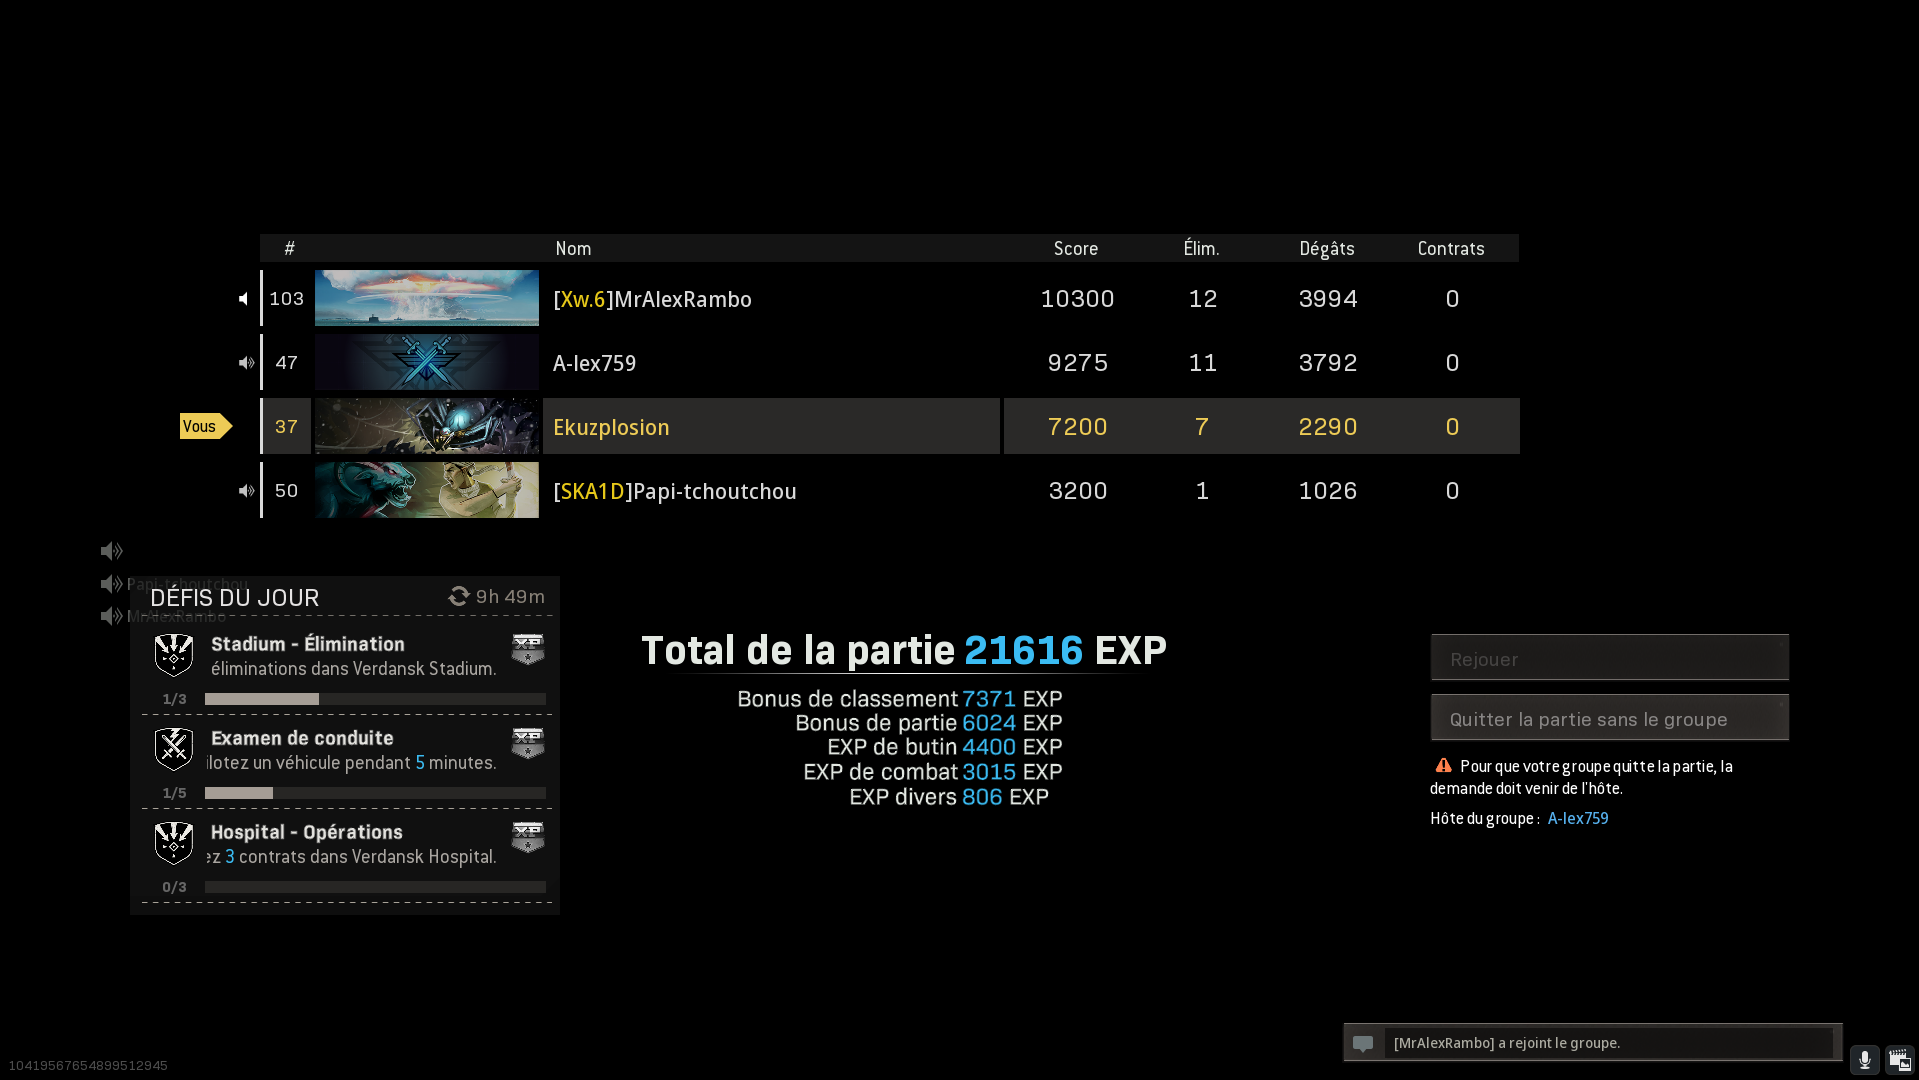 # Nom Score Élim. Dégâts Contrats
103 [Xw.6]MrAlexRambo 10300 12 3994 0
47 A-lex759 9275 11 3792 0
Vous 37 Ekuzplosion 7200 7 2290 0
50 [SKA1D]Papi-tchoutchou 3200 1 1026 0
Papi-tchoutchou
MrAlexRambo
DÉFIS DU JOUR 9h 49m
Stadium - Élimination XP
éliminations dans Verdansk Stadium.
1/3
Examen de conduite XP
ilotez un véhicule pendant 5 minutes.
1/5
Hospital - Opérations XP
ez 3 contrats dans Verdansk Hospital.
0/3
Total de la partie 21616 EXP
Bonus de classement 7371 EXP
Bonus de partie 6024 EXP
EXP de butin 4400 EXP
EXP de combat 3015 EXP
EXP divers 806 EXP
Rejouer
Quitter la partie sans le groupe
Pour que votre groupe quitte la partie, la
demande doit venir de l'hôte.
Hôte du groupe : A-lex759
[MrAlexRambo] a rejoint le groupe.
10419567654899512945